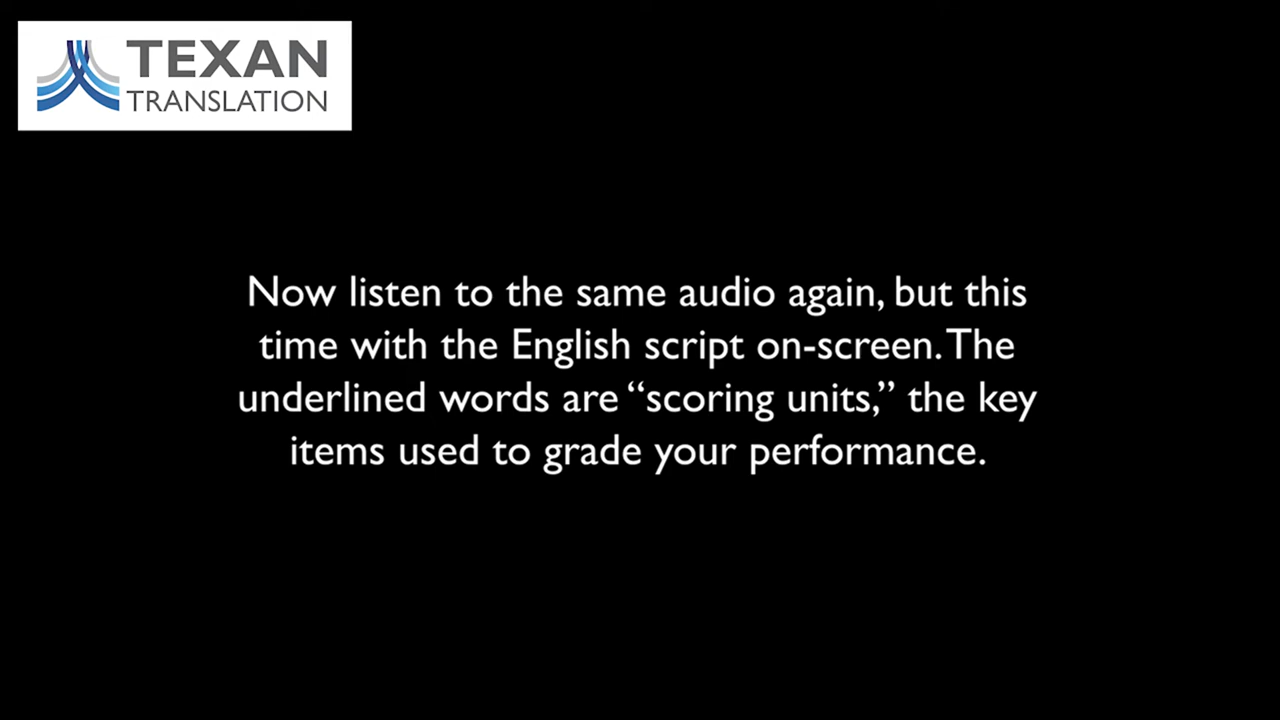 TEXAN
TRANSLATION
Now listen to the same audio again, but this
time with the English script on-screen. The
underlined words are “scoring units,” the key
items used to grade your performance.